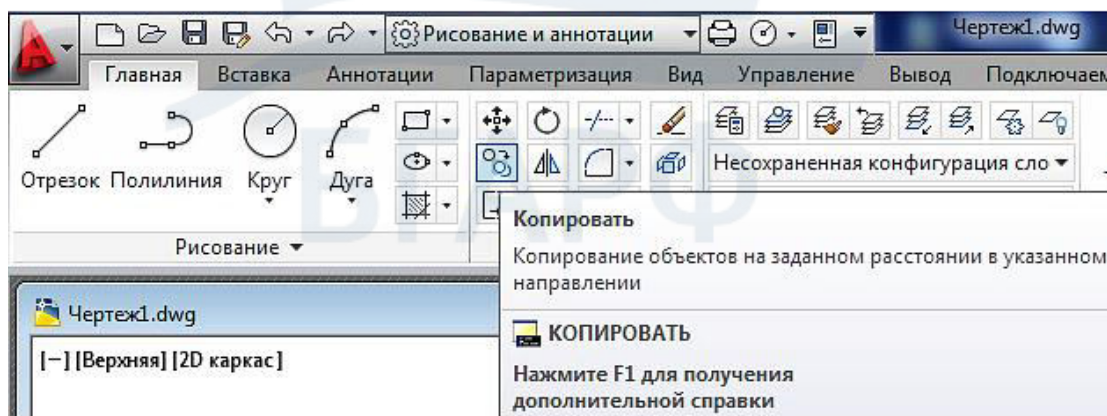 Рисование и аннотации
Чертеж1.dwg
Главная Вставка Аннотации Параметризация Вид Управление Вывод Подключаем
Отрезок Полилиния Круг Дуга
Несохраненная конфигурация сло
Рисование
Копировать
Копирование объектов на заданном расстоянии в указанном
направлении
КОПИРОВАТЬ
Нажмите F1 для получения
дополнительной справки
Чертеж1.dwg
[−] [Верхняя] [2D каркас]
БГАРФ